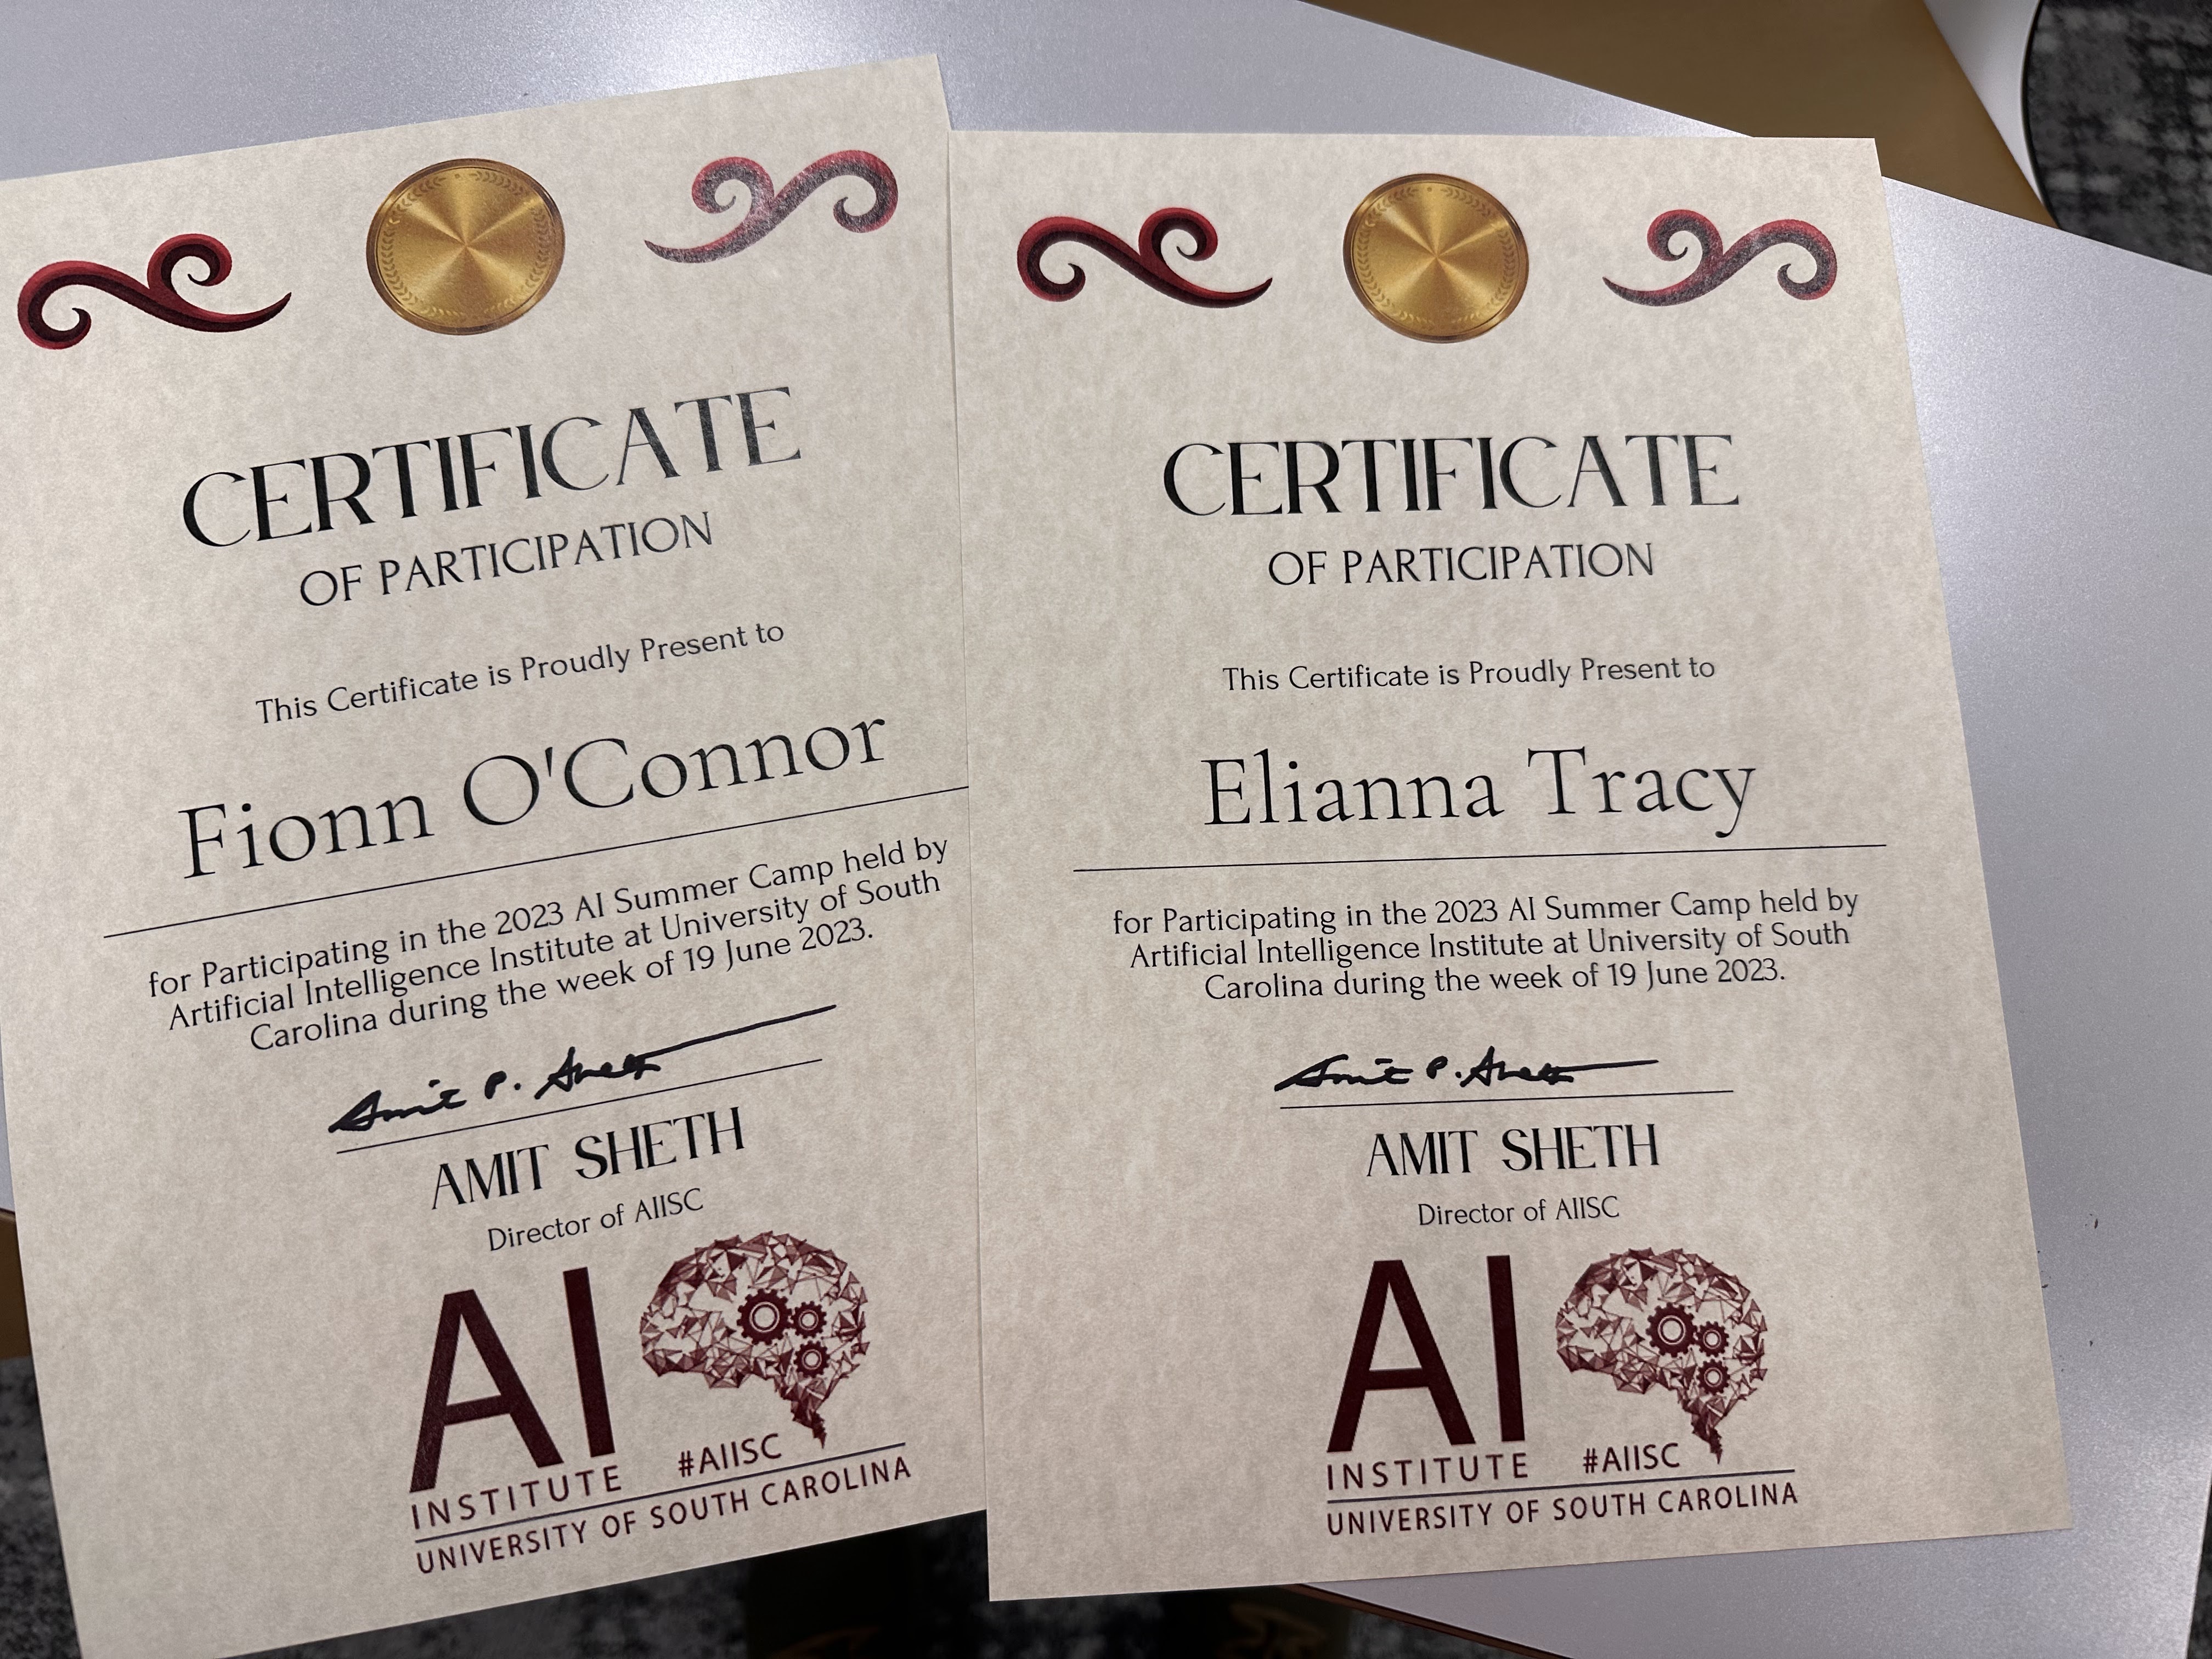 CERTIFICATE
OF PARTICIPATION
This Certificate is Proudly Present to
Fionn O'Connor
for Participating in the 2023 AI Summer Camp held by
Artificial Intelligence Institute at University of South
Carolina during the week of 19 June 2023.
Amit P. Sheth
AMIT SHETH
Director of AIISC
AI
INSTITUTE #AIISC
UNIVERSITY OF SOUTH CAROLINA
CERTIFICATE
OF PARTICIPATION
This Certificate is Proudly Present to
Elianna Tracy
for Participating in the 2023 AI Summer Camp held by
Artificial Intelligence Institute at University of South
Carolina during the week of 19 June 2023.
Amit P. Sheth
AMIT SHETH
Director of AIISC
AI
INSTITUTE #AIISC
UNIVERSITY OF SOUTH CAROLINA